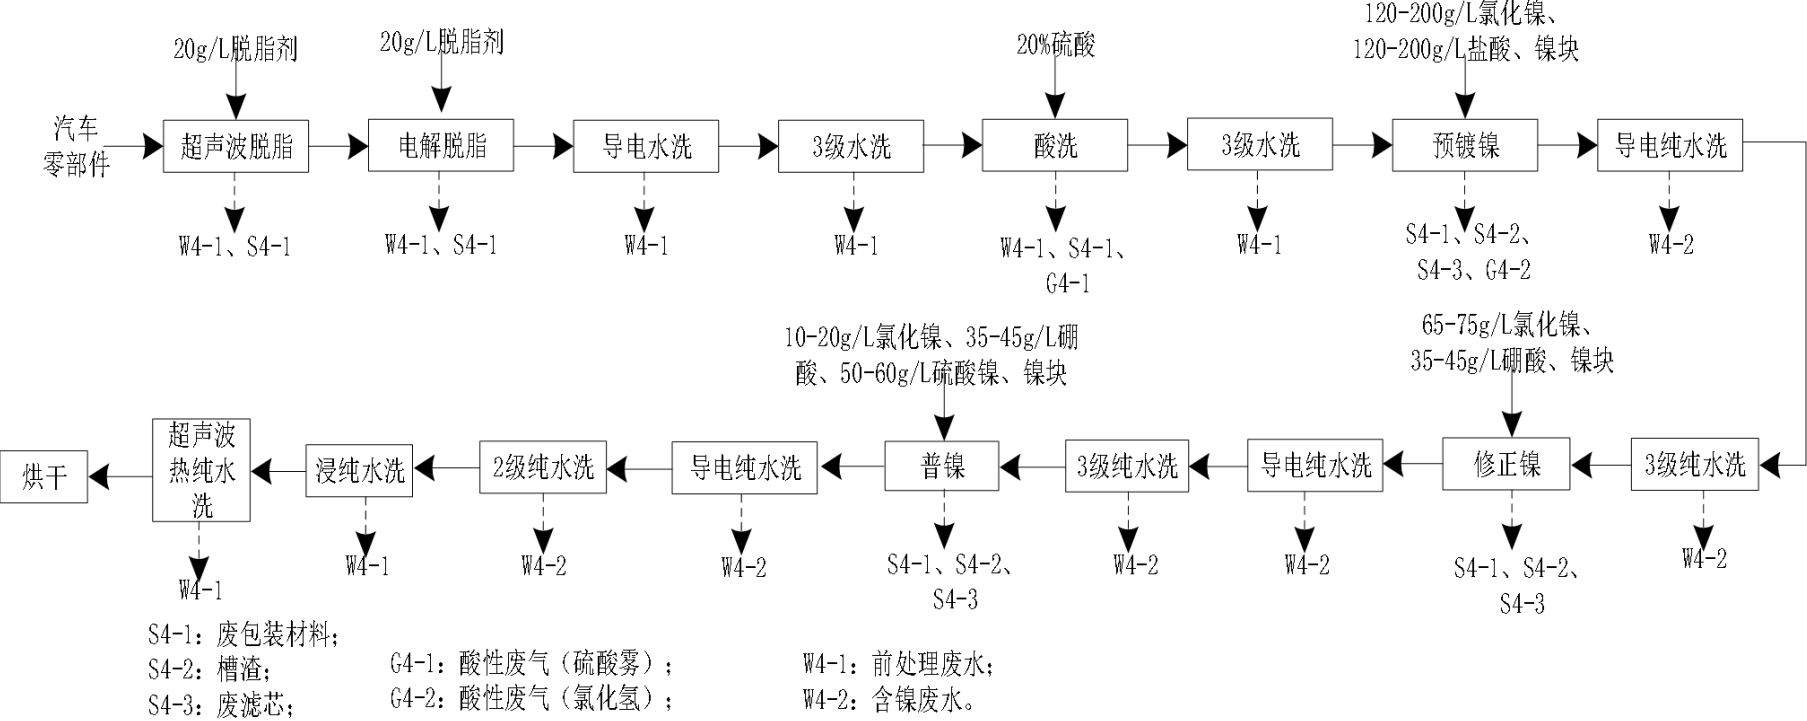 20g/L脱脂剂
20g/L脱脂剂
20%硫酸
120-200g/L氯化镍、
120-200g/L盐酸、镍块
汽车
零部件
超声波脱脂
电解脱脂
导电水洗
3级水洗
酸洗
3级水洗
预镀镍
导电纯水洗
W4-1、S4-1
W4-1、S4-1
W4-1
W4-1
W4-1、S4-1、
G4-1
W4-1
S4-1、S4-2、
S4-3、G4-2
W4-2
10-20g/L氯化镍、35-45g/L硼
酸、50-60g/L硫酸镍、镍块
65-75g/L氯化镍、
35-45g/L硼酸、镍块
烘干
超声波
热纯水
洗
浸纯水洗
2级纯水洗
导电纯水洗
普镍
3级纯水洗
导电纯水洗
修正镍
3级纯水洗
W4-1
W4-1
W4-2
W4-2
S4-1、S4-2、
S4-3
W4-2
W4-2
S4-1、S4-2、
S4-3
W4-2
S4-1：废包装材料；
S4-2：槽渣；
S4-3：废滤芯；
G4-1：酸性废气（硫酸雾）；
G4-2：酸性废气（氯化氢）；
W4-1：前处理废水；
W4-2：含镍废水。